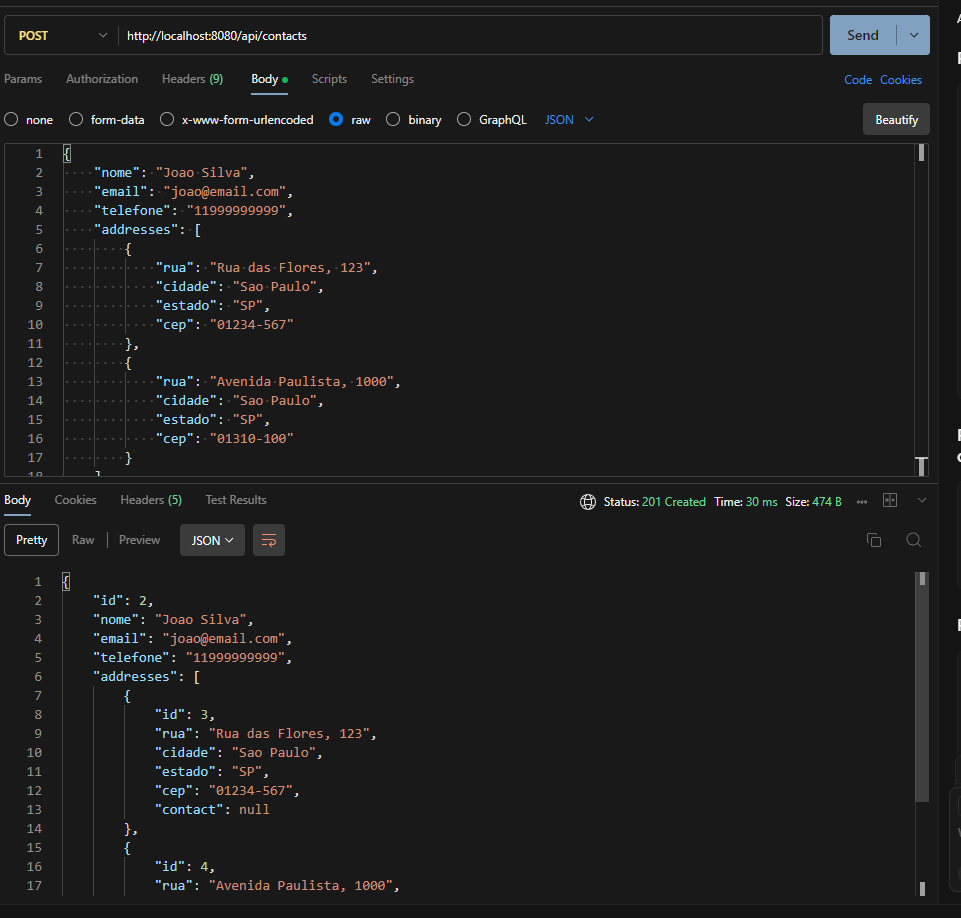 POST http://localhost:8080/api/contacts Send
Params Authorization Headers (9) Body Scripts Settings Code Cookies
none form-data x-www-form-urlencoded raw binary GraphQL JSON Beautify
1 {
2 "nome": "Joao Silva",
3 "email": "joao@email.com",
4 "telefone": "11999999999",
5 "addresses": [
6 {
7 "rua": "Rua das Flores, 123",
8 "cidade": "Sao Paulo",
9 "estado": "SP",
10 "cep": "01234-567"
11 },
12 {
13 "rua": "Avenida Paulista, 1000",
14 "cidade": "Sao Paulo",
15 "estado": "SP",
16 "cep": "01310-100"
17 }
18 ]
Body Cookies Headers (5) Test Results Status: 201 Created Time: 30 ms Size: 474 B
Pretty Raw Preview JSON
1 {
2 "id": 2,
3 "nome": "Joao Silva",
4 "email": "joao@email.com",
5 "telefone": "11999999999",
6 "addresses": [
7 {
8 "id": 3,
9 "rua": "Rua das Flores, 123",
10 "cidade": "Sao Paulo",
11 "estado": "SP",
12 "cep": "01234-567",
13 "contact": null
14 },
15 {
16 "id": 4,
17 "rua": "Avenida Paulista, 1000",